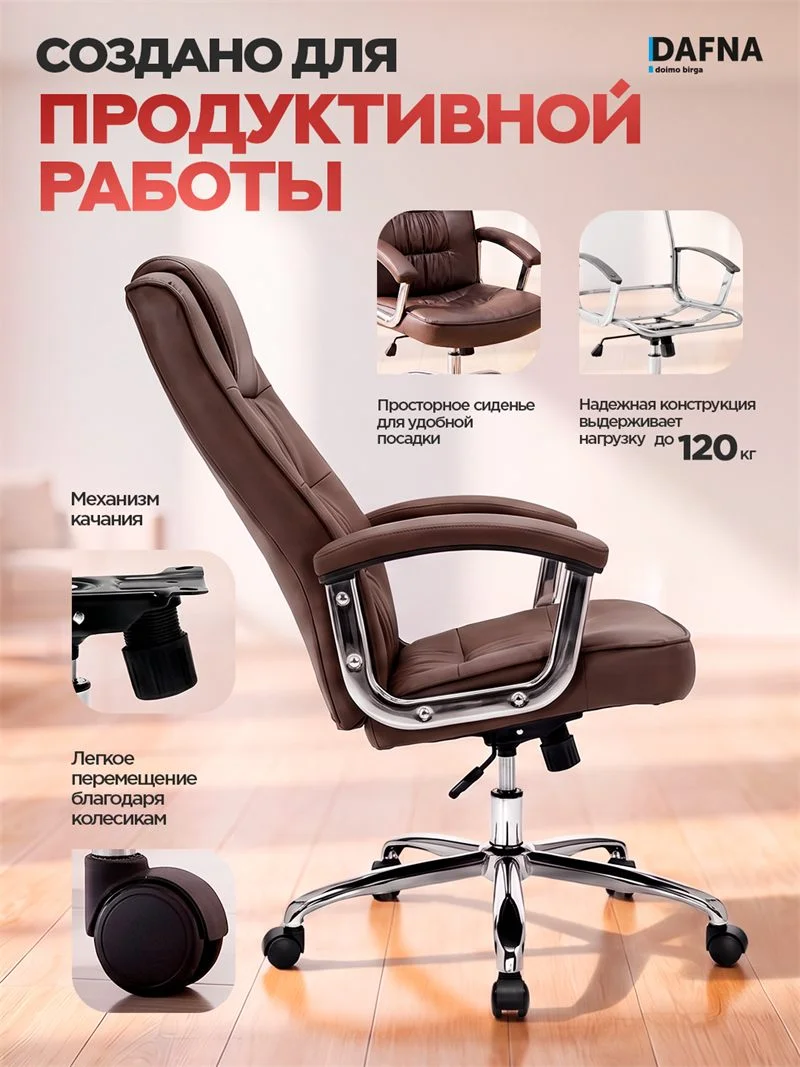 СОЗДАНО ДЛЯ
ПРОДУКТИВНОЙ
РАБОТЫ
DAFNA
doimo birga
Просторное сиденье
для удобной
посадки
Надежная конструкция
выдерживает
нагрузку до 120 кг
Механизм
качания
Легкое
перемещение
благодаря
колесикам